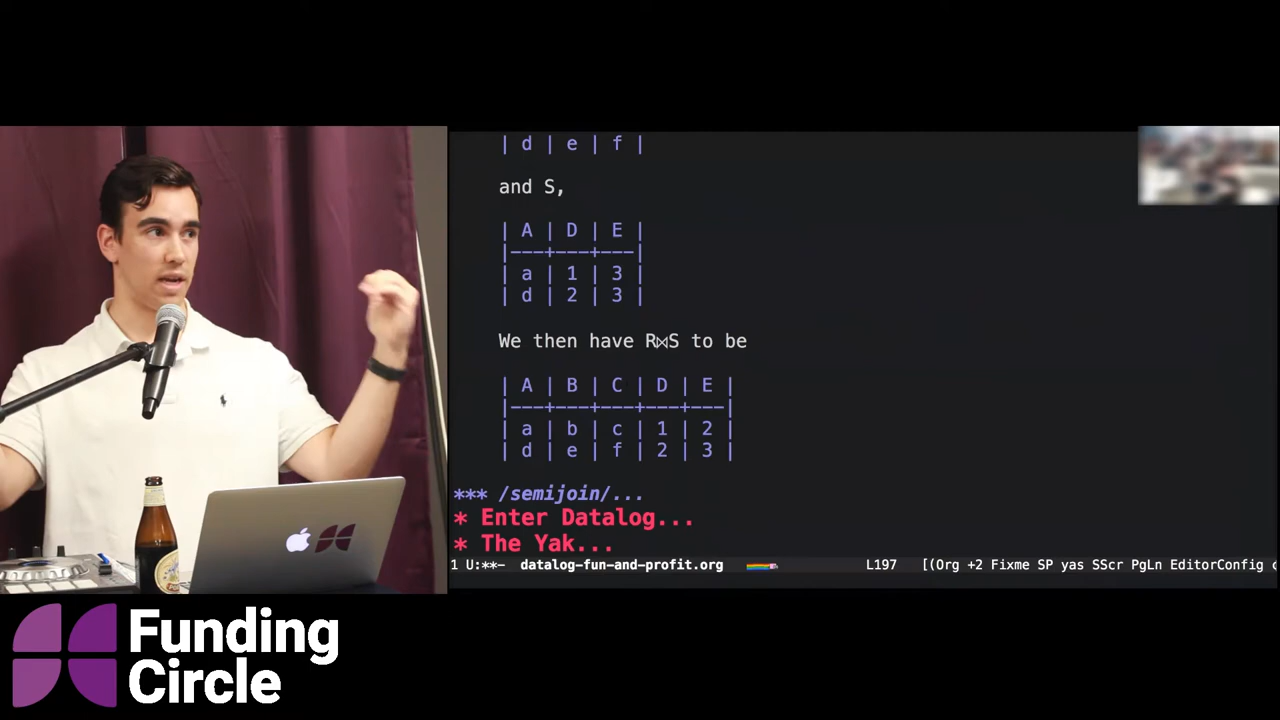 | d | e | f |
and S,
| A | D | E |
|---+---+---|
| a | 1 | 3 |
| d | 2 | 3 |
We then have R⋈S to be
| A | B | C | D | E |
|---+---+---+---+---|
| a | b | c | 1 | 2 |
| d | e | f | 2 | 3 |
*** /semijoin/...
* Enter Datalog...
* The Yak...
1 U:**- datalog-fun-and-profit.org L197 [(Org +2 Fixme SP yas SScr PgLn EditorConfig
Funding
Circle